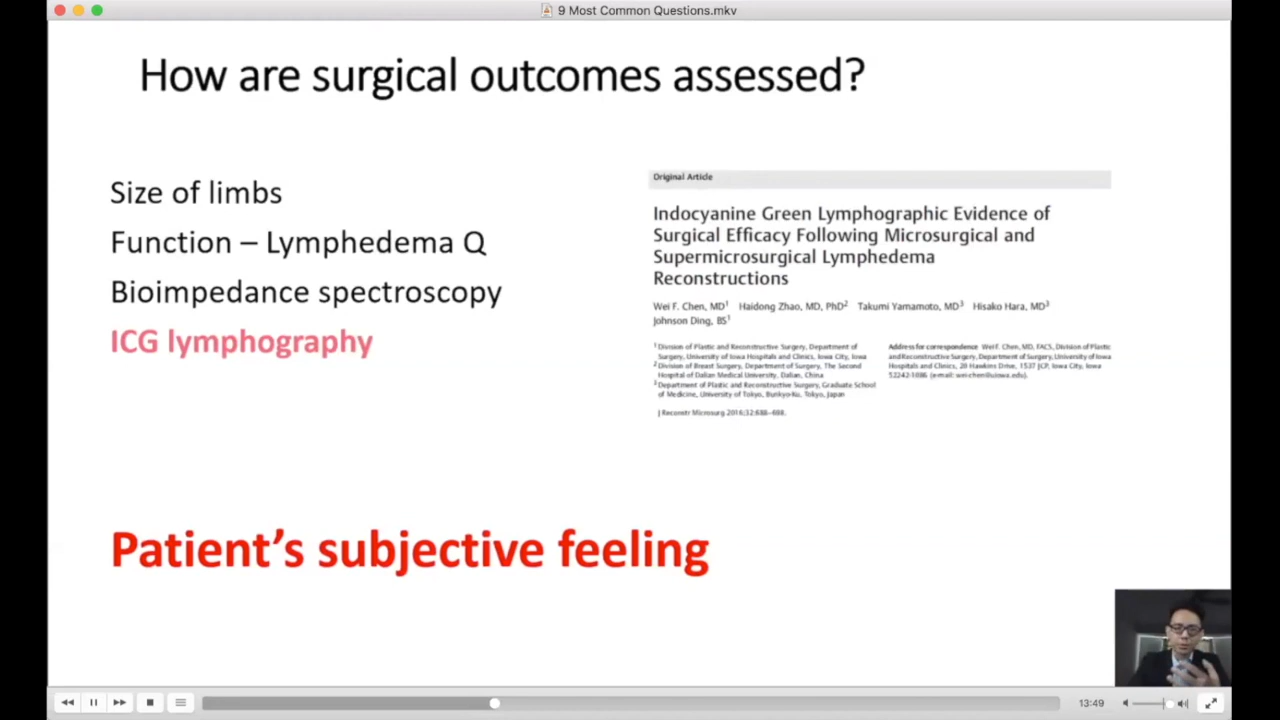 9 Most Common Questions.mkv
How are surgical outcomes assessed?
Size of limbs
Function – Lymphedema Q
Bioimpedance spectroscopy
ICG lymphography
Original Article
Indocyanine Green Lymphographic Evidence of
Surgical Efficacy Following Microsurgical and
Supermicrosurgical Lymphedema
Reconstructions
Wei F. Chen, MD1 Haidong Zhao, MD, PhD2 Takumi Yamamoto, MD3 Hisako Hara, MD3
Johnson Ding, BS1
1 Division of Plastic and Reconstructive Surgery, Department of
Surgery, University of Iowa Hospitals and Clinics, Iowa City, Iowa
2 Division of Breast Surgery, Department of Surgery, The Second
Hospital of Dalian Medical University, Dalian, China
3 Department of Plastic and Reconstructive Surgery, Graduate School
of Medicine, University of Tokyo, Bunkyo-Ku, Tokyo, Japan
Address for correspondence Wei F. Chen, MD, FACS, Division of Plastic
and Reconstructive Surgery, Department of Surgery, University of Iowa
Hospitals and Clinics, 20 Hawkins Drive, 1537 JCP, Iowa City, Iowa
52242-1086 (e-mail: wei-chen@uiowa.edu).
J Reconstr Microsurg 2016;32:688–698.
Patient's subjective feeling
13:49